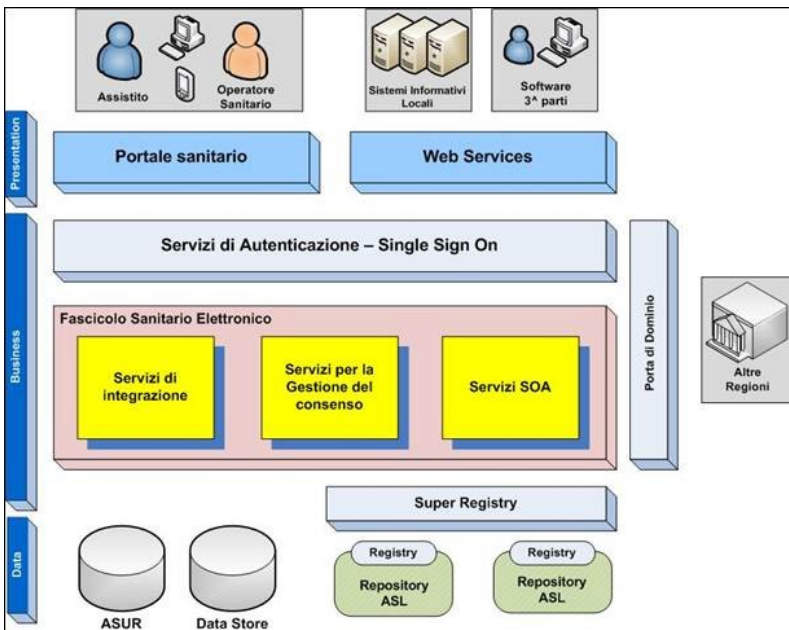 Assistito
Operatore
Sanitario
Sistemi Informativi
Locali
Software
3^ parti
Presentation
Portale sanitario
Web Services
Business
Servizi di Autenticazione – Single Sign On
Fascicolo Sanitario Elettronico
Servizi di
integrazione
Servizi per la
Gestione del
consenso
Servizi SOA
Porta di Dominio
Altre
Regioni
Super Registry
Data
Registry
Repository
ASL
Registry
Repository
ASL
ASUR
Data Store